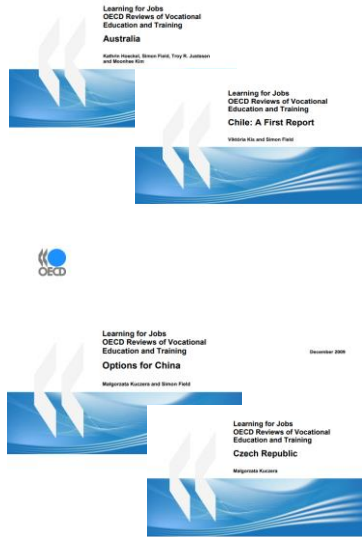 Learning for Jobs
OECD Reviews of Vocational
Education and Training
Australia
Kathrin Hoeckel, Simon Field, Troy R. Justesen
and Moonhee Kim
Learning for Jobs
OECD Reviews of Vocational
Education and Training
Chile: A First Report
Viktória Kis and Simon Field
OECD
Learning for Jobs
OECD Reviews of Vocational
Education and Training
December 2009
Options for China
Małgorzata Kuczera and Simon Field
Learning for Jobs
OECD Reviews of Vocational
Education and Training
Czech Republic
Małgorzata Kuczera